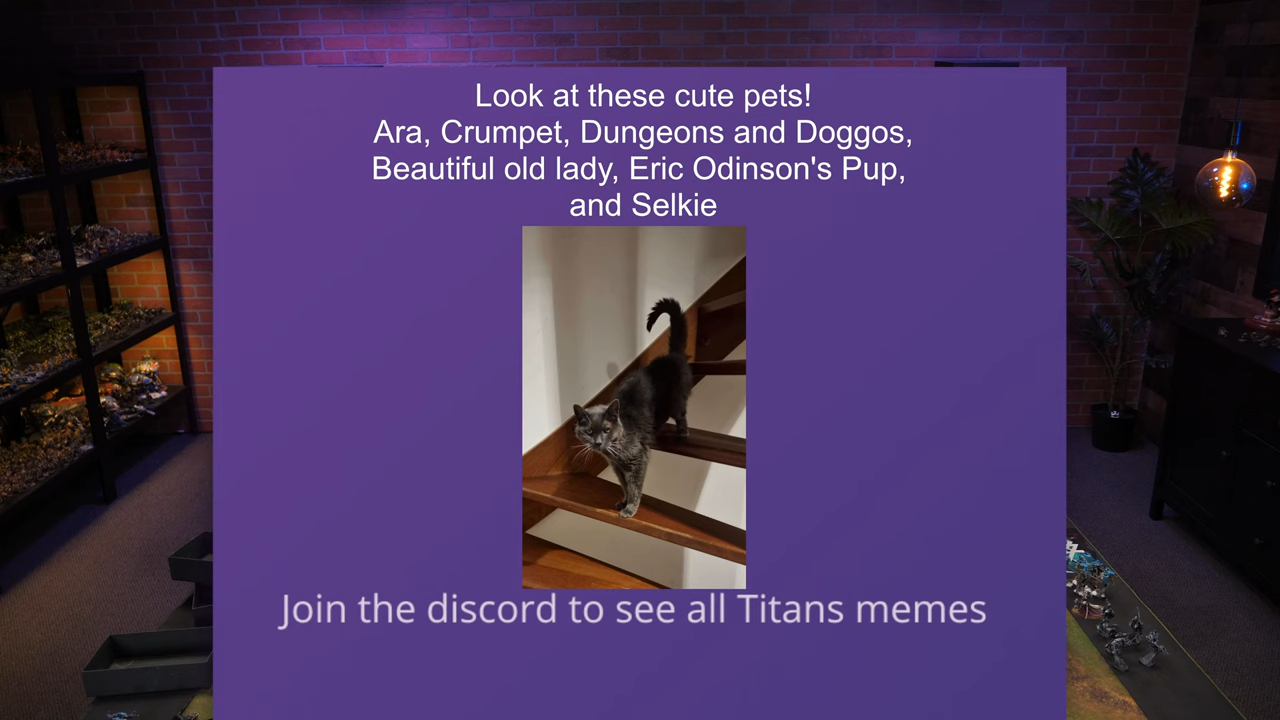 Look at these cute pets!
Ara, Crumpet, Dungeons and Doggos,
Beautiful old lady, Eric Odinson's Pup,
and Selkie
Join the discord to see all Titans memes